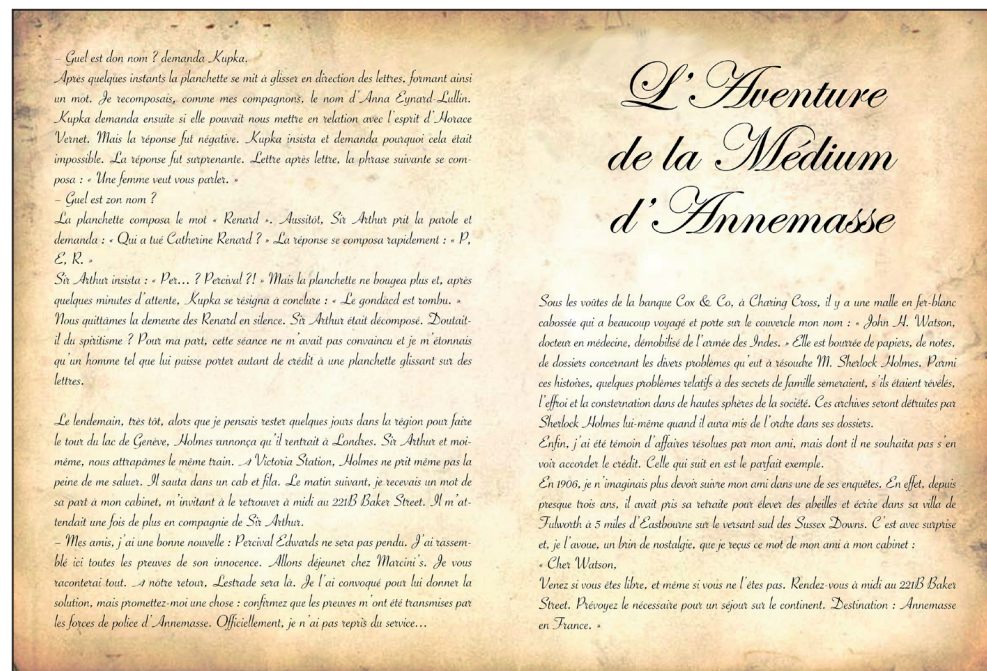 – Quel est don nom ? demanda Kupka.
Après quelques instants la planchette se mit à glisser en direction des lettres, formant ainsi
un mot. Je recomposais, comme mes compagnons, le nom d'Anna Eynard-Lullin.
Kupka demanda ensuite si elle pouvait nous mettre en relation avec l'esprit d'Horace
Vernet. Mais la réponse fut négative. Kupka insista et demanda pourquoi cela était
impossible. La réponse fut surprenante. Lettre après lettre, la phrase suivante se com-
posa : « Une femme veut vous parler. »
– Quel est zon nom ?
La planchette composa le mot « Renard ». Aussitôt, Sir Arthur prit la parole et
demanda : « Qui a tué Catherine Renard ? » La réponse se composa rapidement : « P,
E, R. »
Sir Arthur insista : « Per... ? Percival ?! » Mais la planchette ne bougea plus et, après
quelques minutes d'attente, Kupka se résigna à conclure : « Le gondàcd est rombu. »
Nous quittâmes la demeure des Renard en silence. Sir Arthur était décomposé. Doutait-
il du spiritisme ? Pour ma part, cette séance ne m'avait pas convaincu et je m'étonnais
qu'un homme tel que lui puisse porter autant de crédit à une planchette glissant sur des
lettres.
Le lendemain, très tôt, alors que je pensais rester quelques jours dans la région pour faire
le tour du lac de Genève, Holmes annonça qu'il rentrait à Londres. Sir Arthur et moi-
même, nous attrapâmes le même train. A Victoria Station, Holmes ne prit même pas la
peine de me saluer. Il sauta dans un cab et fila. Le matin suivant, je recevais un mot de
sa part à mon cabinet, m'invitant à le retrouver à midi au 221B Baker Street. Il m'at-
tendait une fois de plus en compagnie de Sir Arthur.
– Mes amis, j'ai une bonne nouvelle : Percival Edwards ne sera pas pendu. J'ai rassem-
blé ici toutes les preuves de son innocence. Allons déjeuner chez Marcini's. Je vous
raconterai tout. A nôtre retour, Lestrade sera là. Je l'ai convoqué pour lui donner la
solution, mais promettez-moi une chose : confirmez que les preuves m'ont été transmises par
les forces de police d'Annemasse. Officiellement, je n'ai pas repris du service...
L'Aventure
de la Médium
d'Annemasse
Sous les voûtes de la banque Cox & Co, à Charing Cross, il y a une malle en fer-blanc
cabossée qui a beaucoup voyagé et porte sur le couvercle mon nom : « John H. Watson,
docteur en médecine, démobilisé de l'armée des Indes. » Elle est bourrée de papiers, de notes,
de dossiers concernant les divers problèmes qu'eut à résoudre M. Sherlock Holmes. Parmi
ces histoires, quelques problèmes relatifs à des secrets de famille sèmeraient, s'ils étaient révélés,
l'effroi et la consternation dans de hautes sphères de la société. Ces archives seront détruites par
Sherlock Holmes lui-même quand il aura mis de l'ordre dans ses dossiers.
Enfin, j'ai été témoin d'affaires résolues par mon ami, mais dont il ne souhaita pas s'en
voir accorder le crédit. Celle qui suit en est le parfait exemple.
En 1906, je n'imaginais plus devoir suivre mon ami dans une de ses enquêtes. En effet, depuis
presque trois ans, il avait pris sa retraite pour élever des abeilles et écrire dans sa villa de
Fulworth à 5 miles d'Eastbourne sur le versant sud des Sussex Downs. C'est avec surprise
et, je l'avoue, un brin de nostalgie, que je reçus ce mot de mon ami à mon cabinet :
« Cher Watson,
Venez si vous êtes libre, et même si vous ne l'êtes pas. Rendez-vous à midi au 221B Baker
Street. Prévoyez le nécessaire pour un séjour sur le continent. Destination : Annemasse
en France. »